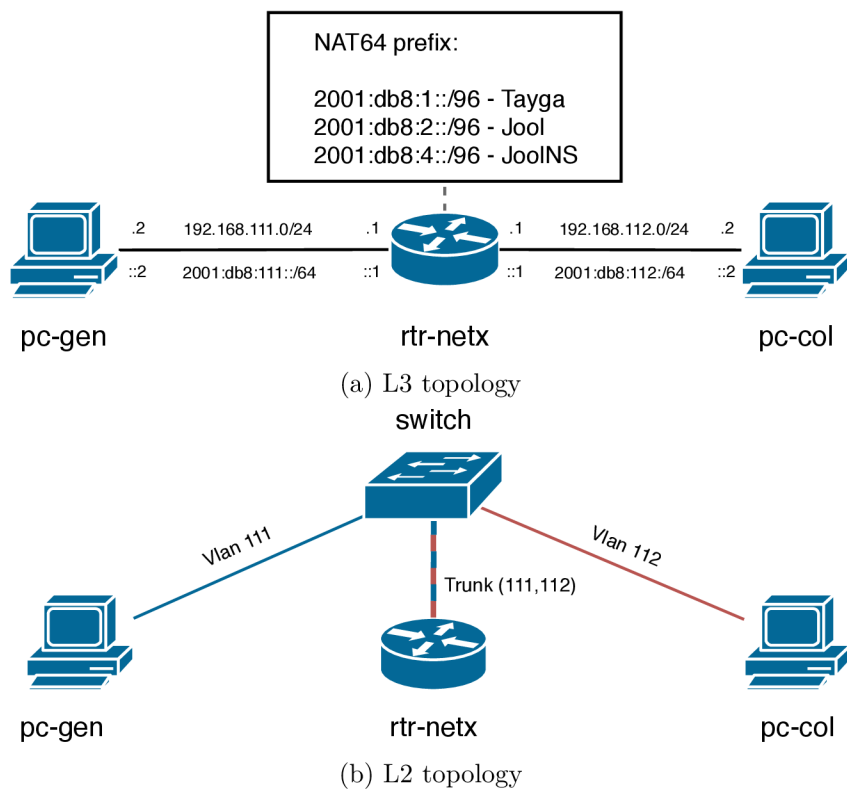 NAT64 prefix:
2001:db8:1::/96 - Tayga
2001:db8:2::/96 - Jool
2001:db8:4::/96 - JoolNS
.2 192.168.111.0/24 .1 .1 192.168.112.0/24 .2
::2 2001:db8:111::/64 ::1 ::1 2001:db8:112:/64 ::2
pc-gen rtr-netx pc-col
(a) L3 topology
switch
Vlan 111
Vlan 112
Trunk (111,112)
pc-gen rtr-netx pc-col
(b) L2 topology